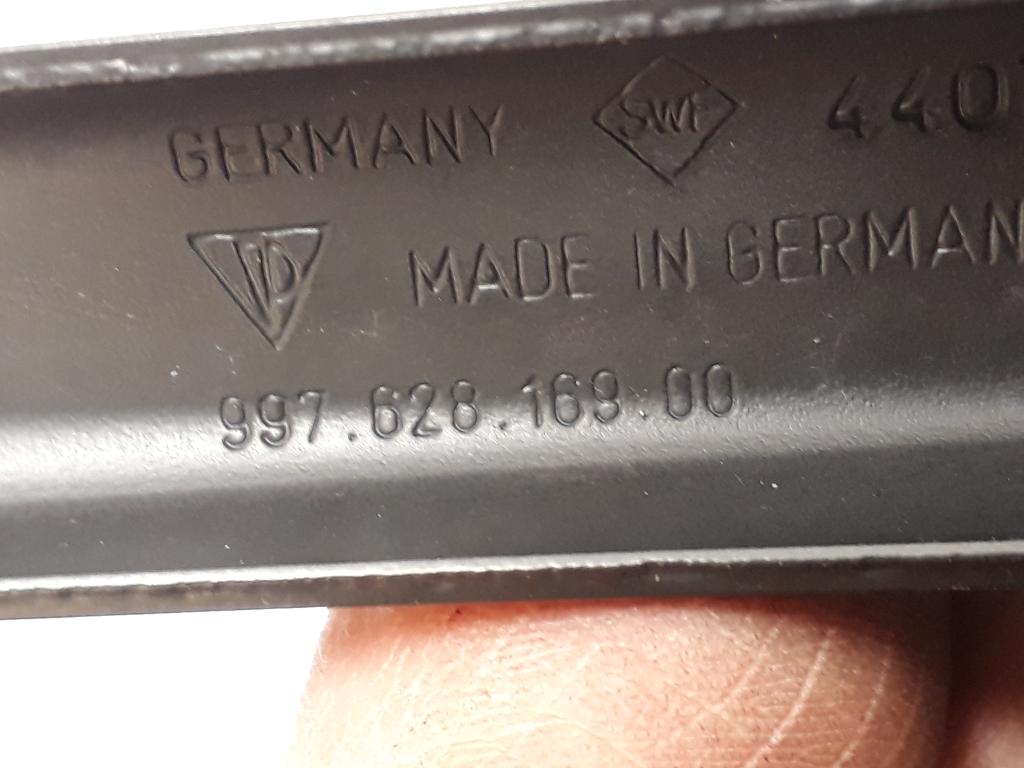 GERMANY SWF 440
MADE IN GERMAN
997.628.169.00